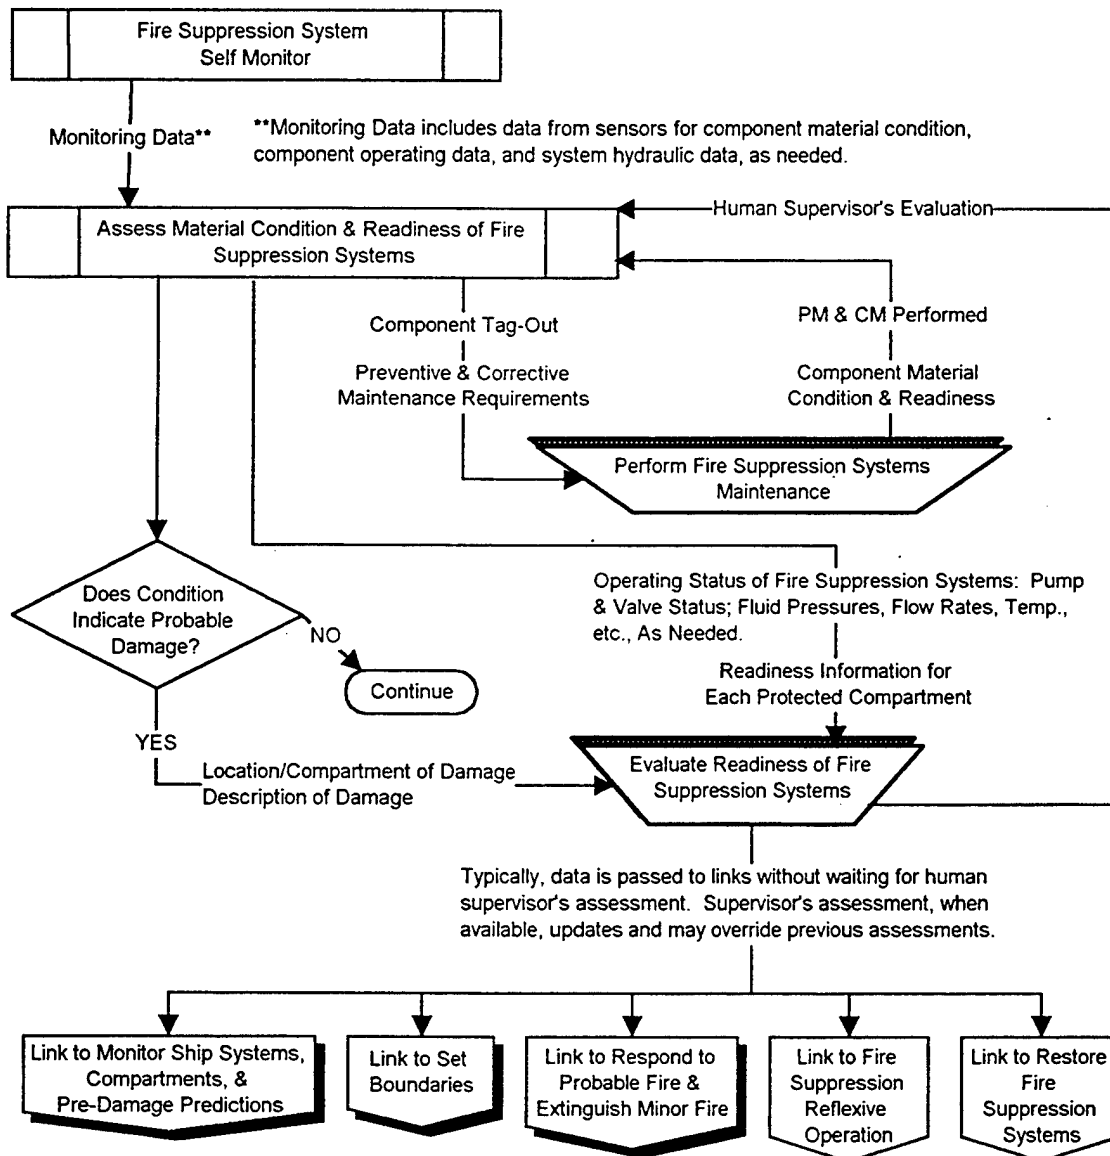 Fire Suppression System
Self Monitor
Monitoring Data**
**Monitoring Data includes data from sensors for component material condition,
component operating data, and system hydraulic data, as needed.
Human Supervisor's Evaluation
Assess Material Condition & Readiness of Fire
Suppression Systems
Component Tag-Out
Preventive & Corrective
Maintenance Requirements
PM & CM Performed
Component Material
Condition & Readiness
Perform Fire Suppression Systems
Maintenance
Does Condition
Indicate Probable
Damage?
NO
Continue
YES
Operating Status of Fire Suppression Systems: Pump
& Valve Status; Fluid Pressures, Flow Rates, Temp.,
etc., As Needed.
Readiness Information for
Each Protected Compartment
Location/Compartment of Damage
Description of Damage
Evaluate Readiness of Fire
Suppression Systems
Typically, data is passed to links without waiting for human
supervisor's assessment. Supervisor's assessment, when
available, updates and may override previous assessments.
Link to Monitor Ship Systems,
Compartments, &
Pre-Damage Predictions
Link to Set
Boundaries
Link to Respond to
Probable Fire &
Extinguish Minor Fire
Link to Fire
Suppression
Reflexive
Operation
Link to Restore
Fire
Suppression
Systems